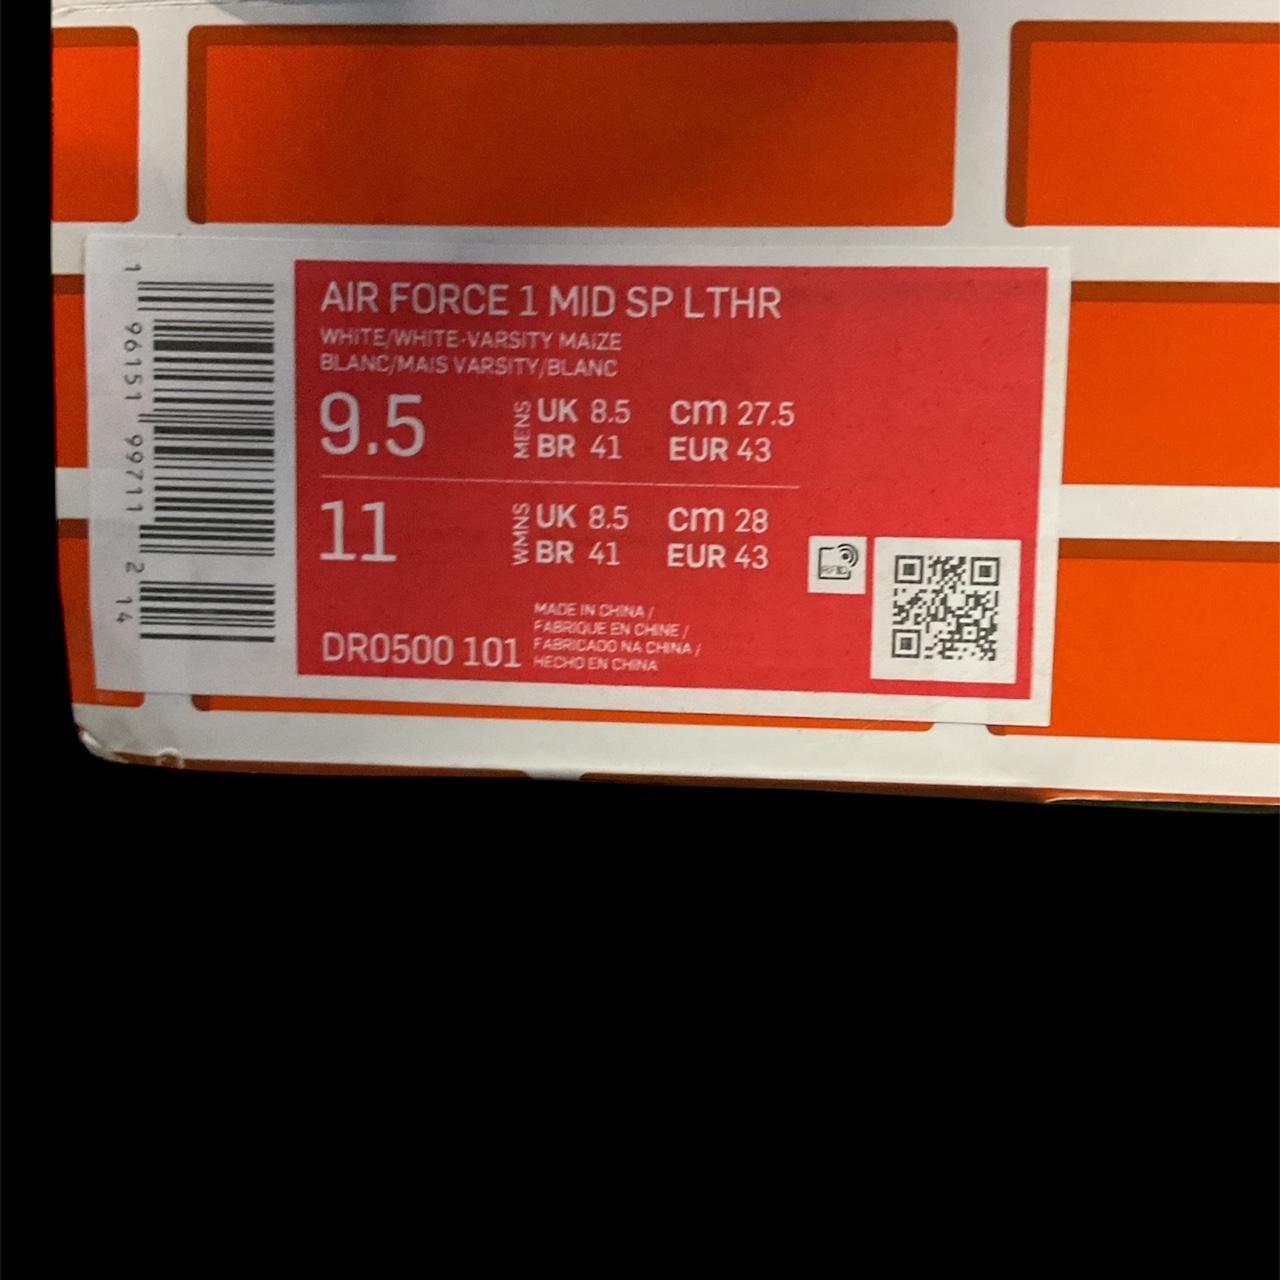 AIR FORCE 1 MID SP LTHR
WHITE/WHITE-VARSITY MAIZE
BLANC/MAIS VARSITY/BLANC
9.5 MENS UK 8.5 cm 27.5
BR 41 EUR 43
11 WMNS UK 8.5 cm 28
BR 41 EUR 43
RFID
DR0500 101
MADE IN CHINA /
FABRIQUE EN CHINE /
FABRICADO NA CHINA /
HECHO EN CHINA
1 96151 99711 2 14